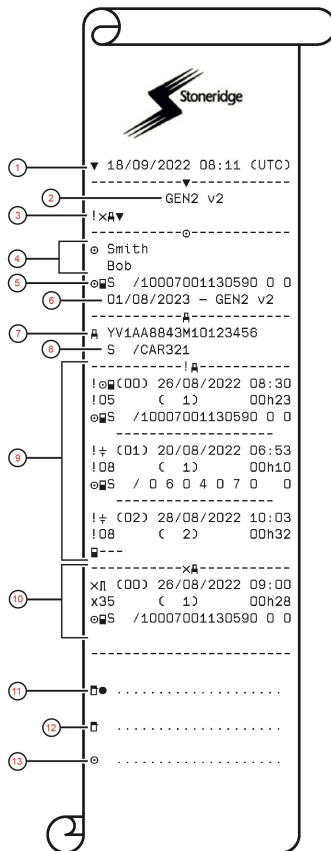 Stoneridge
1 ▼ 18/09/2022 08:11 (UTC)
-------------▼-------------
2 GEN2 v2
3 !×A▼
-------------⊙-------------
4 ⊙ Smith
Bob
5 ⊙■S /1000700113059​0 0 0
6 01/08/2023 - GEN2 v2
-------------A-------------
7 A YV1AA8843M10123456
8 S /CAR321
-------------!A------------
9 !⊙■(00) 26/08/2022 08:30
!05 ( 1) 00h23
⊙■S /10007001130590 0 0
--------------------
!÷ (01) 20/08/2022 06:53
!08 ( 1) 00h10
⊙■S / 0 6 0 4 0 7 0 0
--------------------
!÷ (02) 28/08/2022 10:03
!08 ( 2) 00h32
■---
-------------×A------------
10 ×Л (00) 26/08/2022 09:00
x35 ( 1) 00h28
⊙■S /10007001130590 0 0
---------------------------
11 ●.....................
12 .....................
13 ⊙ .....................